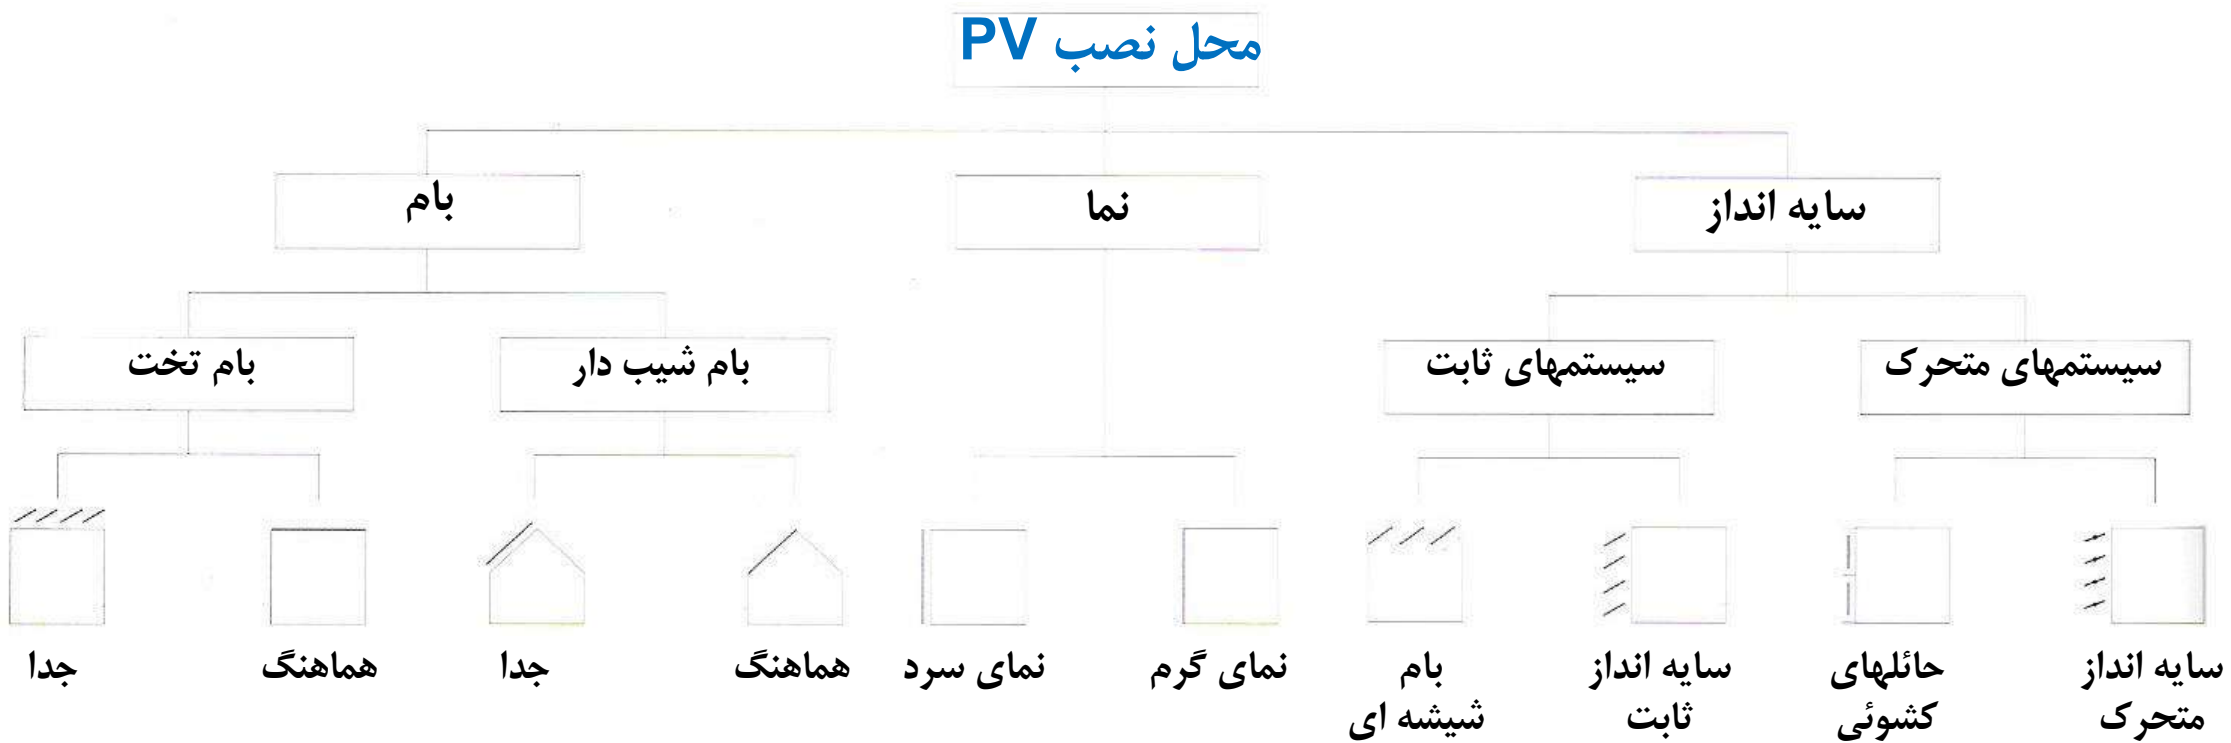 محل نصب PV
سایه انداز
نما
بام
سیستمهای متحرک
سیستمهای ثابت
بام شیب دار
بام تخت
سایه انداز
متحرک
حائلهای
کشوئی
سایه انداز
ثابت
بام
شیشه ای
نمای گرم
نمای سرد
هماهنگ
جدا
هماهنگ
جدا